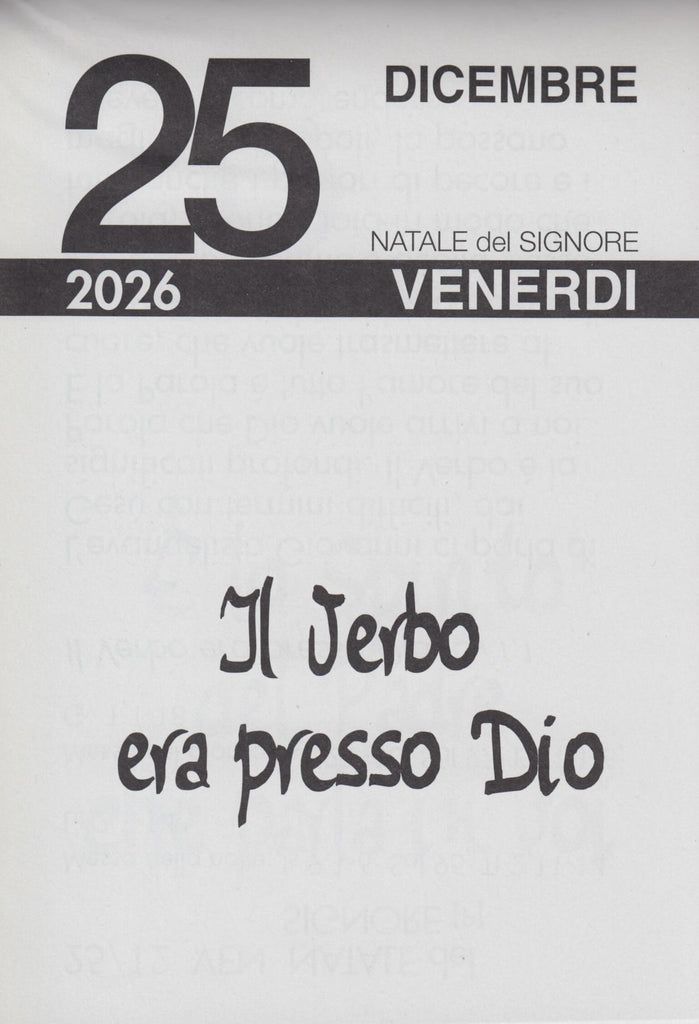 25
DICEMBRE
NATALE del SIGNORE
2026 VENERDI
Il Verbo
era presso Dio